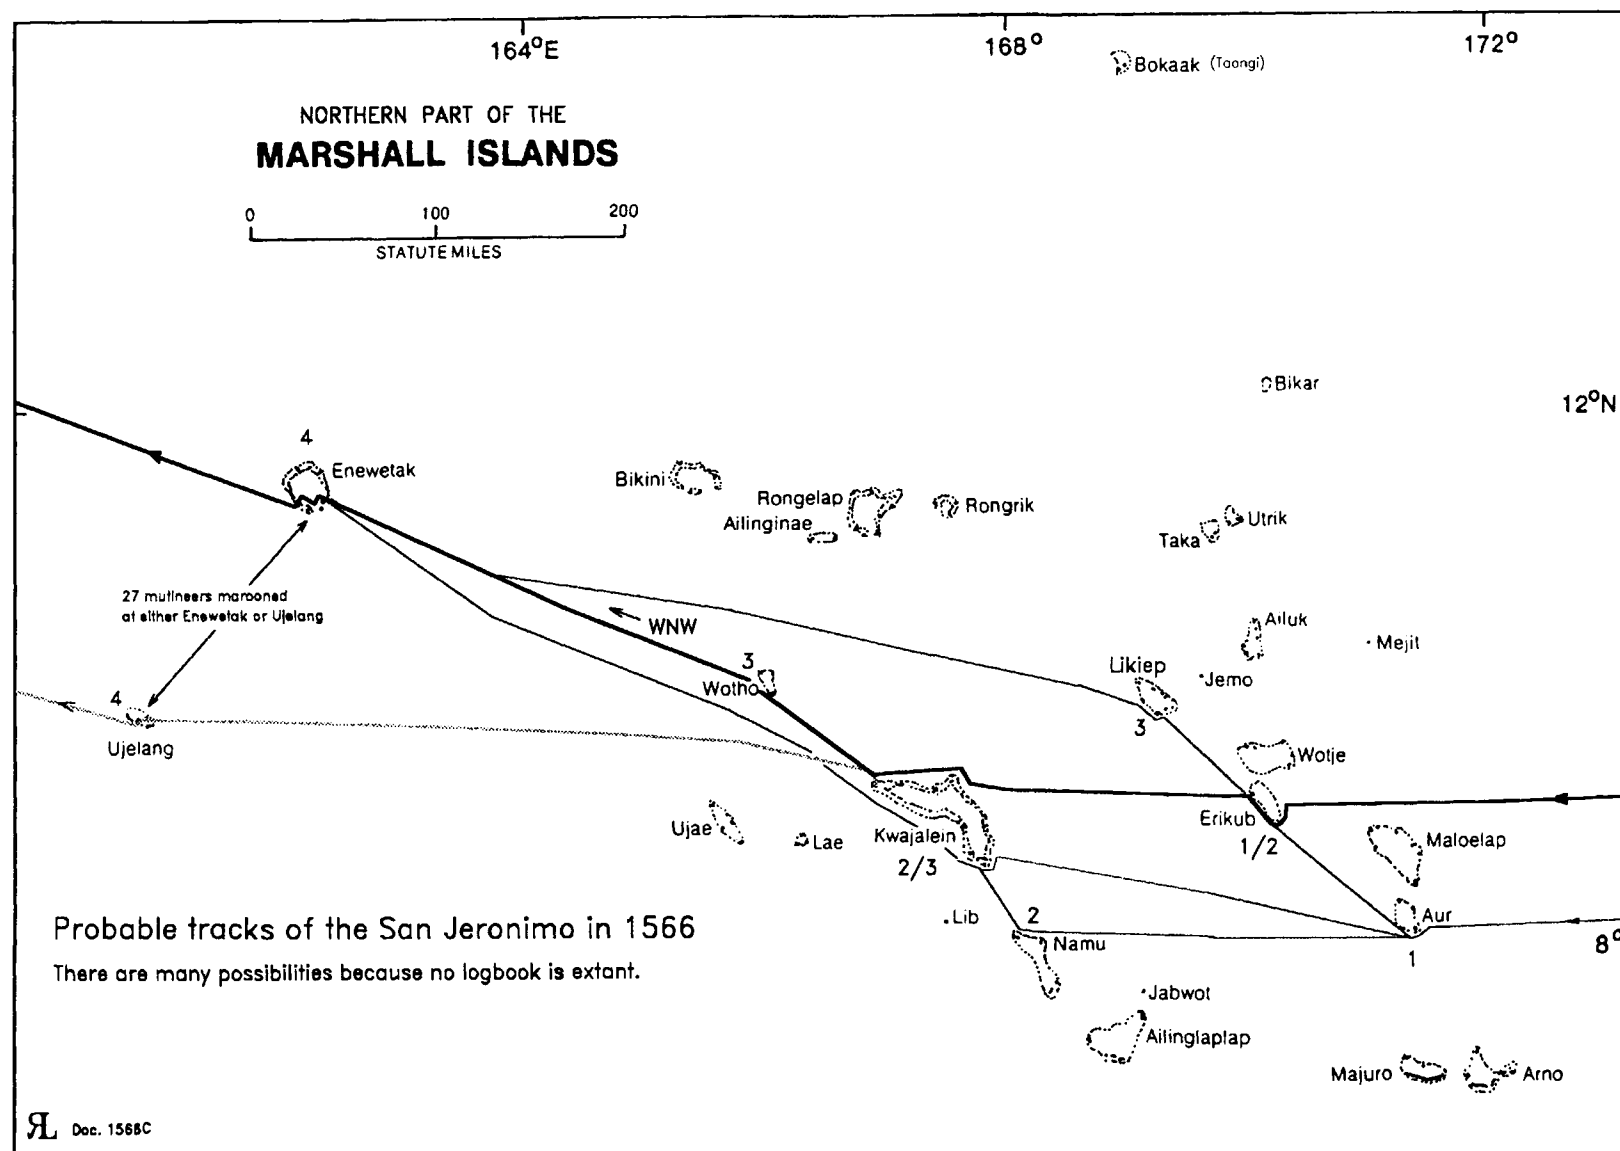 164°E
168°
172°
Bokaak (Taongi)
NORTHERN PART OF THE
MARSHALL ISLANDS
0 100 200
STATUTE MILES
Bikar
12°N
4
Enewetak
Bikini
Rongelap
Rongrik
Ailinginae
Utrik
Taka
27 mutineers marooned
at either Enewetak or Ujelang
WNW
Ailuk
Mejit
Likiep
Jemo
3
Wotho
3
4
Ujelang
Wotje
Erikub
1/2
Ujae
Lae
Kwajalein
2/3
Maloelap
Aur
Lib
2
Namu
1
8°
Probable tracks of the San Jeronimo in 1566
There are many possibilities because no logbook is extant.
Jabwot
Ailinglaplap
Majuro
Arno
RL Doc. 1566C